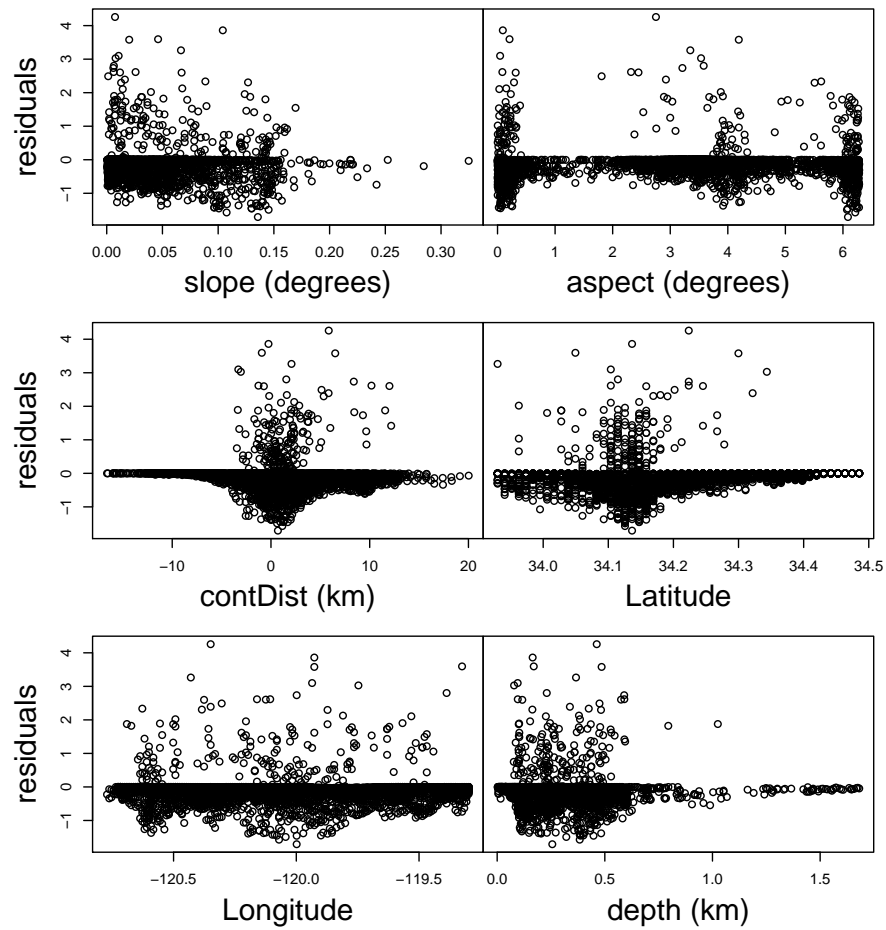 residuals
−1 0 1 2 3 4
0.00 0.05 0.10 0.15 0.20 0.25 0.30
slope (degrees)
0 1 2 3 4 5 6
aspect (degrees)
residuals
−1 0 1 2 3 4
−10 0 10 20
contDist (km)
34.0 34.1 34.2 34.3 34.4 34.5
Latitude
residuals
−1 0 1 2 3 4
−120.5 −120.0 −119.5
Longitude
0.0 0.5 1.0 1.5
depth (km)